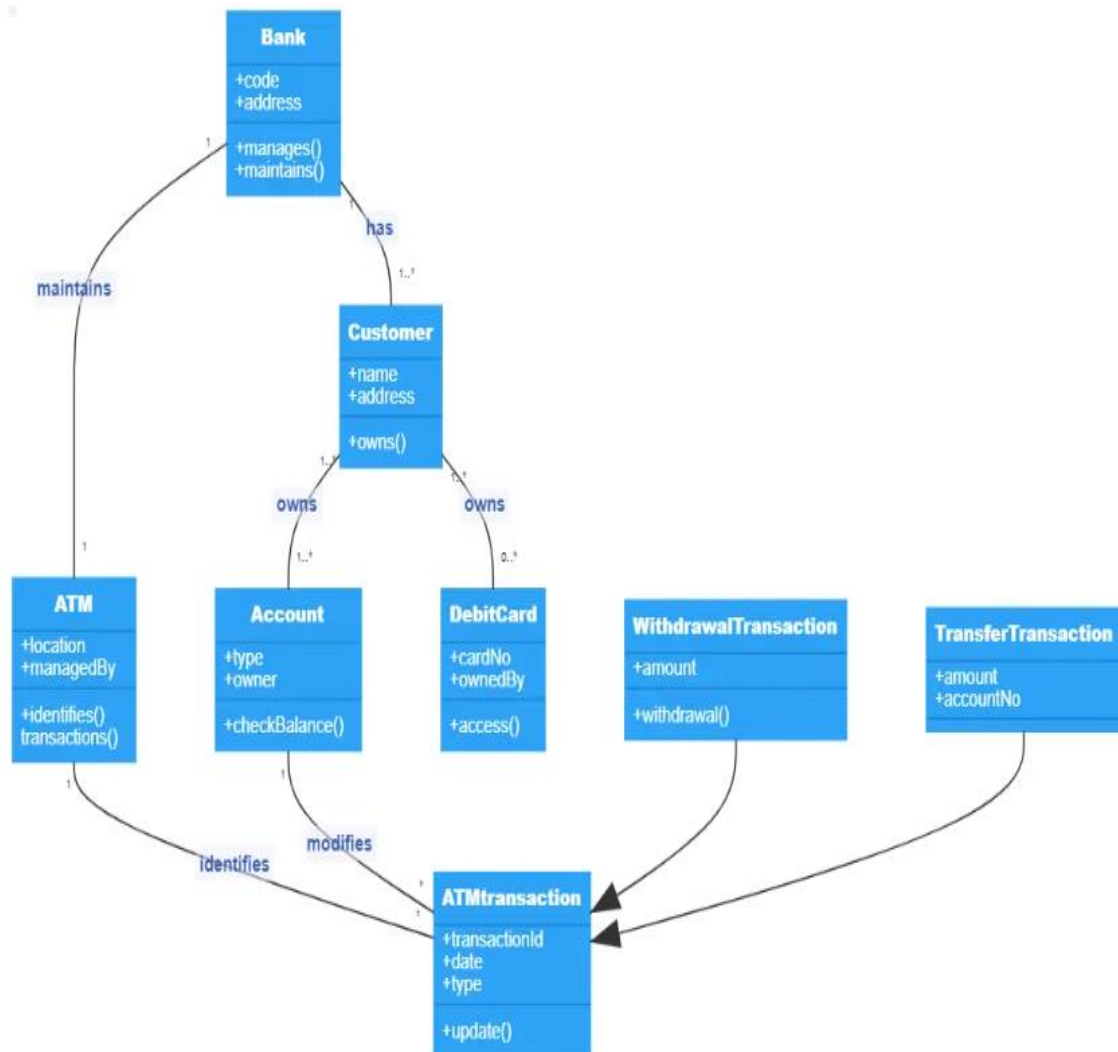 Bank
+code
+address
+manages()
+maintains()
1
1
has
maintains
1..*
Customer
+name
+address
+owns()
1..*
1..*
owns
owns
1
1..*
0..*
ATM
+location
+managedBy
+identifies()
transactions()
Account
+type
+owner
+checkBalance()
DebitCard
+cardNo
+ownedBy
+access()
WithdrawalTransaction
+amount
+withdrawal()
TransferTransaction
+amount
+accountNo
1
1
modifies
identifies
*
ATMtransaction
+transactionId
+date
+type
+update()